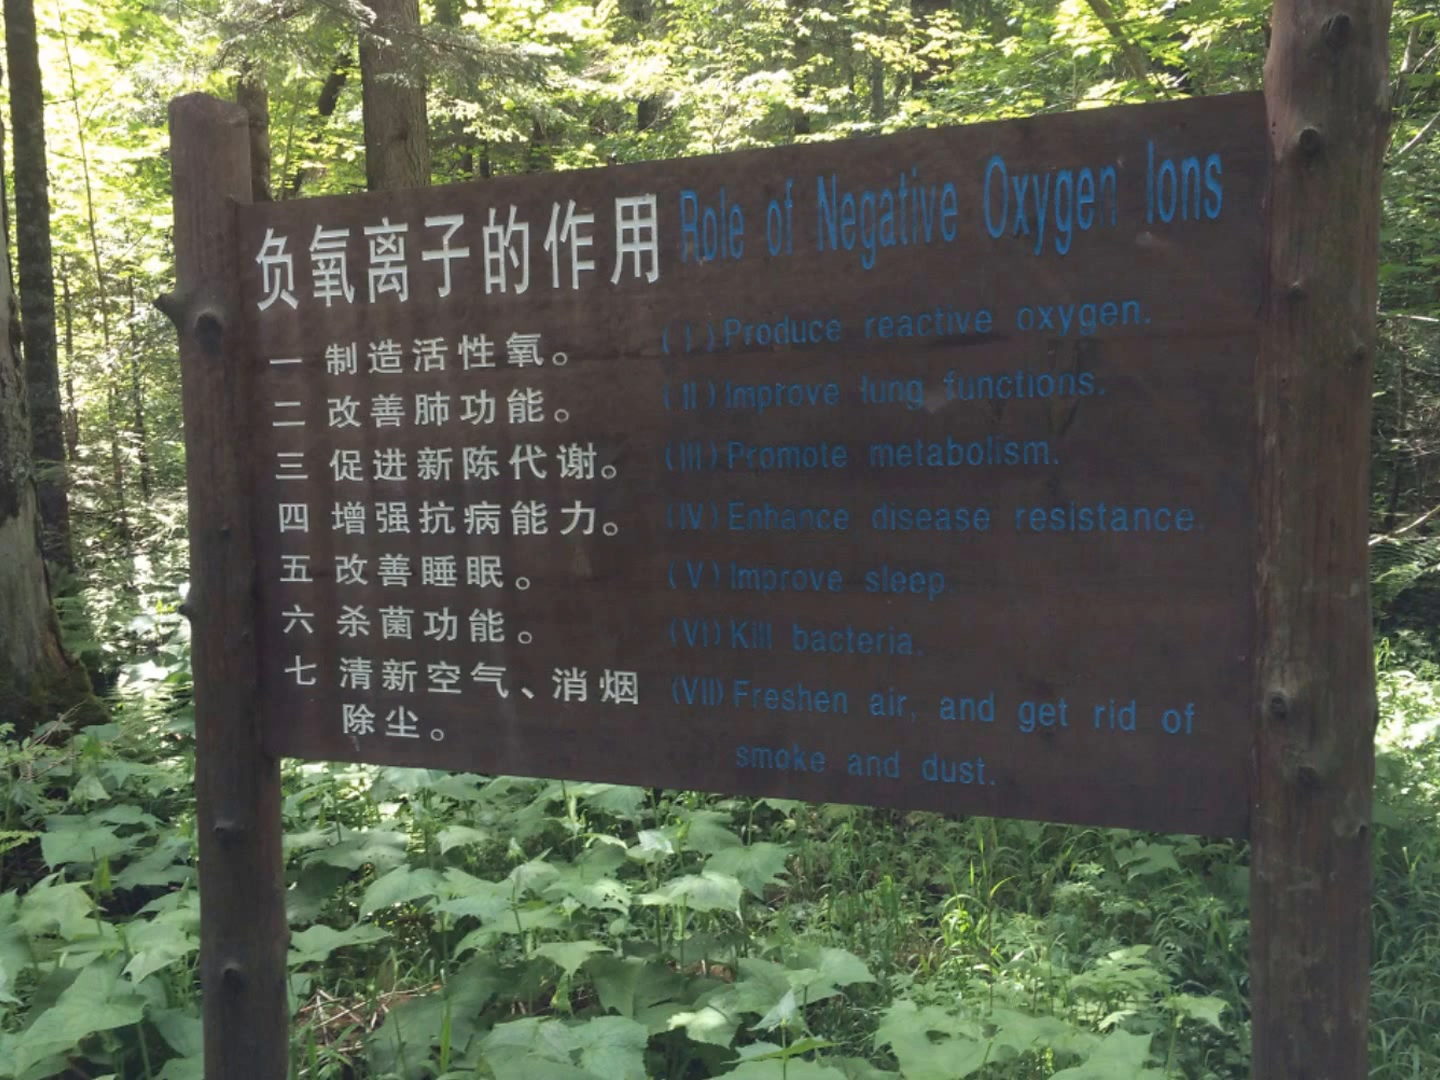 负氧离子的作用 Role of Negative Oxygen Ions
一 制造活性氧。
二 改善肺功能。
三 促进新陈代谢。
四 增强抗病能力。
五 改善睡眠。
六 杀菌功能。
七 清新空气、消烟
除尘。
(I) Produce reactive oxygen.
(II) Improve lung functions.
(III) Promote metabolism.
(IV) Enhance disease resistance.
(V) Improve sleep.
(VI) Kill bacteria.
(VII) Freshen air, and get rid of
smoke and dust.